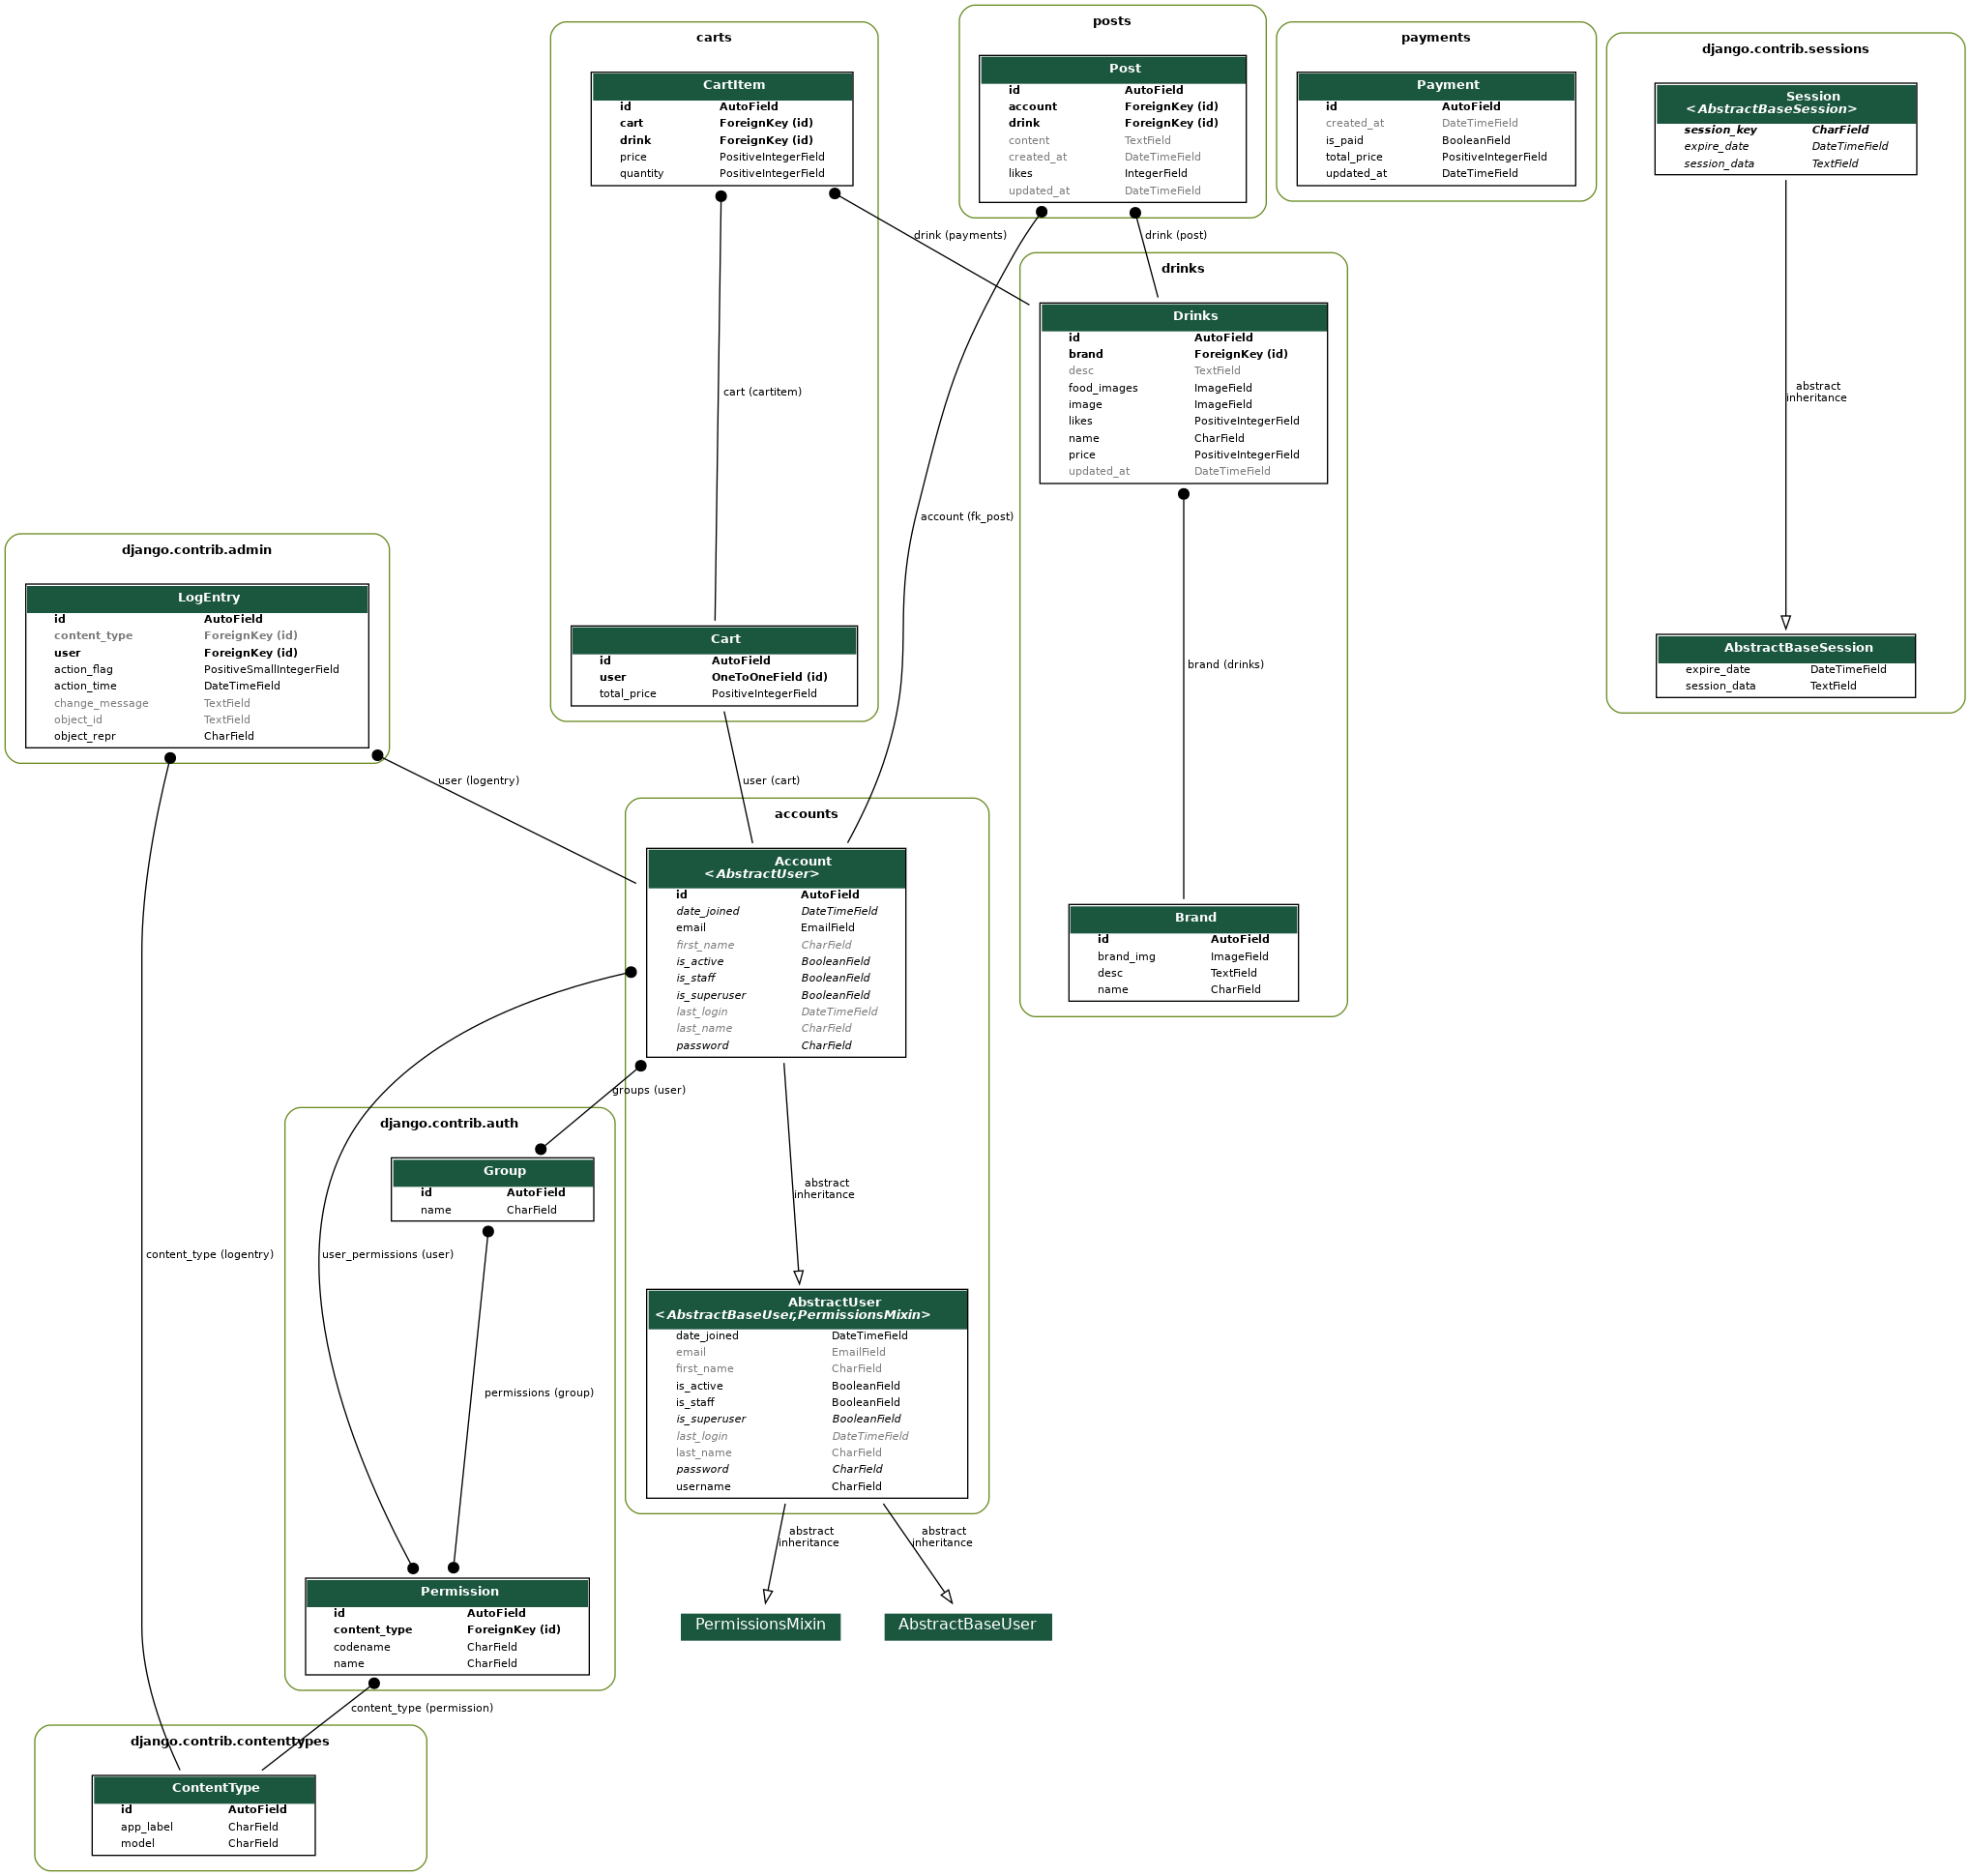 carts
CartItem
id AutoField
cart ForeignKey (id)
drink ForeignKey (id)
price PositiveIntegerField
quantity PositiveIntegerField
posts
Post
id AutoField
account ForeignKey (id)
drink ForeignKey (id)
content TextField
created_at DateTimeField
likes IntegerField
updated_at DateTimeField
payments
Payment
id AutoField
created_at DateTimeField
is_paid BooleanField
total_price PositiveIntegerField
updated_at DateTimeField
django.contrib.sessions
Session
<AbstractBaseSession>
session_key CharField
expire_date DateTimeField
session_data TextField
drink (payments)
drink (post)
drinks
Drinks
id AutoField
brand ForeignKey (id)
desc TextField
food_images ImageField
image ImageField
likes PositiveIntegerField
name CharField
price PositiveIntegerField
updated_at DateTimeField
cart (cartitem)
abstract
inheritance
account (fk_post)
django.contrib.admin
LogEntry
id AutoField
content_type ForeignKey (id)
user ForeignKey (id)
action_flag PositiveSmallIntegerField
action_time DateTimeField
change_message TextField
object_id TextField
object_repr CharField
Cart
id AutoField
user OneToOneField (id)
total_price PositiveIntegerField
brand (drinks)
AbstractBaseSession
expire_date DateTimeField
session_data TextField
user (logentry)
user (cart)
accounts
Account
<AbstractUser>
id AutoField
date_joined DateTimeField
email EmailField
first_name CharField
is_active BooleanField
is_staff BooleanField
is_superuser BooleanField
last_login DateTimeField
last_name CharField
password CharField
Brand
id AutoField
brand_img ImageField
desc TextField
name CharField
groups (user)
django.contrib.auth
Group
id AutoField
name CharField
abstract
inheritance
content_type (logentry)
user_permissions (user)
AbstractUser
<AbstractBaseUser,PermissionsMixin>
date_joined DateTimeField
email EmailField
first_name CharField
is_active BooleanField
is_staff BooleanField
is_superuser BooleanField
last_login DateTimeField
last_name CharField
password CharField
username CharField
permissions (group)
abstract
inheritance
abstract
inheritance
Permission
id AutoField
content_type ForeignKey (id)
codename CharField
name CharField
PermissionsMixin
AbstractBaseUser
content_type (permission)
django.contrib.contenttypes
ContentType
id AutoField
app_label CharField
model CharField